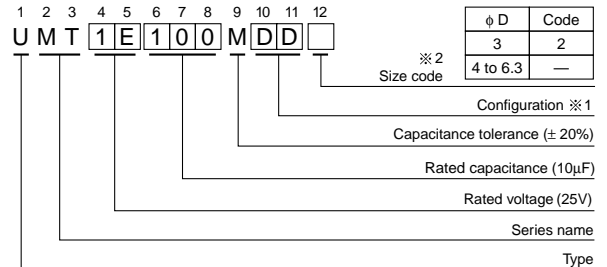 1 2 3 4 5 6 7 8 9 10 11 12
U M T 1 E 1 0 0 M D D
φ D Code
3 2
4 to 6.3 —
※2
Size code
Configuration ※1
Capacitance tolerance (± 20%)
Rated capacitance (10µF)
Rated voltage (25V)
Series name
Type